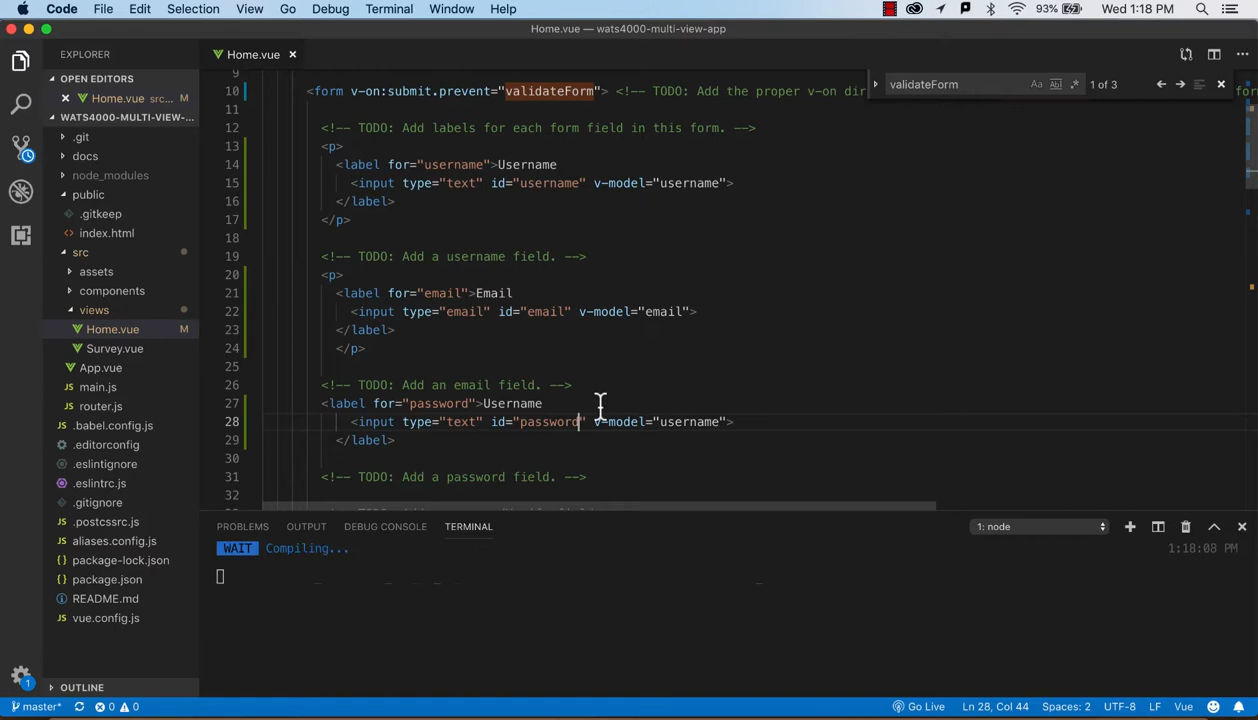 Code File Edit Selection View Go Debug Terminal Window Help 93% Wed 1:18 PM
Home.vue — wats4000-multi-view-app
EXPLORER
OPEN EDITORS
Home.vue src... M
WATS4000-MULTI-VIEW-...
.git
docs
node_modules
public
.gitkeep
index.html
src
assets
components
views
Home.vue M
Survey.vue
App.vue
main.js
router.js
.babel.config.js
.editorconfig
.eslintignore
.eslintrc.js
.gitignore
.postcssrc.js
aliases.config.js
package-lock.json
package.json
README.md
vue.config.js
OUTLINE
1
Home.vue
validateForm Aa Abl .* 1 of 3
9
10 <form v-on:submit.prevent="validateForm"> <!-- TODO: Add the proper v-on dir
11
12 <!-- TODO: Add labels for each form field in this form. -->
13 <p>
14 <label for="username">Username
15 <input type="text" id="username" v-model="username">
16 </label>
17 </p>
18
19 <!-- TODO: Add a username field. -->
20 <p>
21 <label for="email">Email
22 <input type="email" id="email" v-model="email">
23 </label>
24 </p>
25
26 <!-- TODO: Add an email field. -->
27 <label for="password">Username
28 <input type="text" id="password" v-model="username">
29 </label>
30
31 <!-- TODO: Add a password field. -->
32
PROBLEMS OUTPUT DEBUG CONSOLE TERMINAL 1: node
WAIT Compiling... 1:18:08 PM
master* 0 0 Go Live Ln 28, Col 44 Spaces: 2 UTF-8 LF Vue